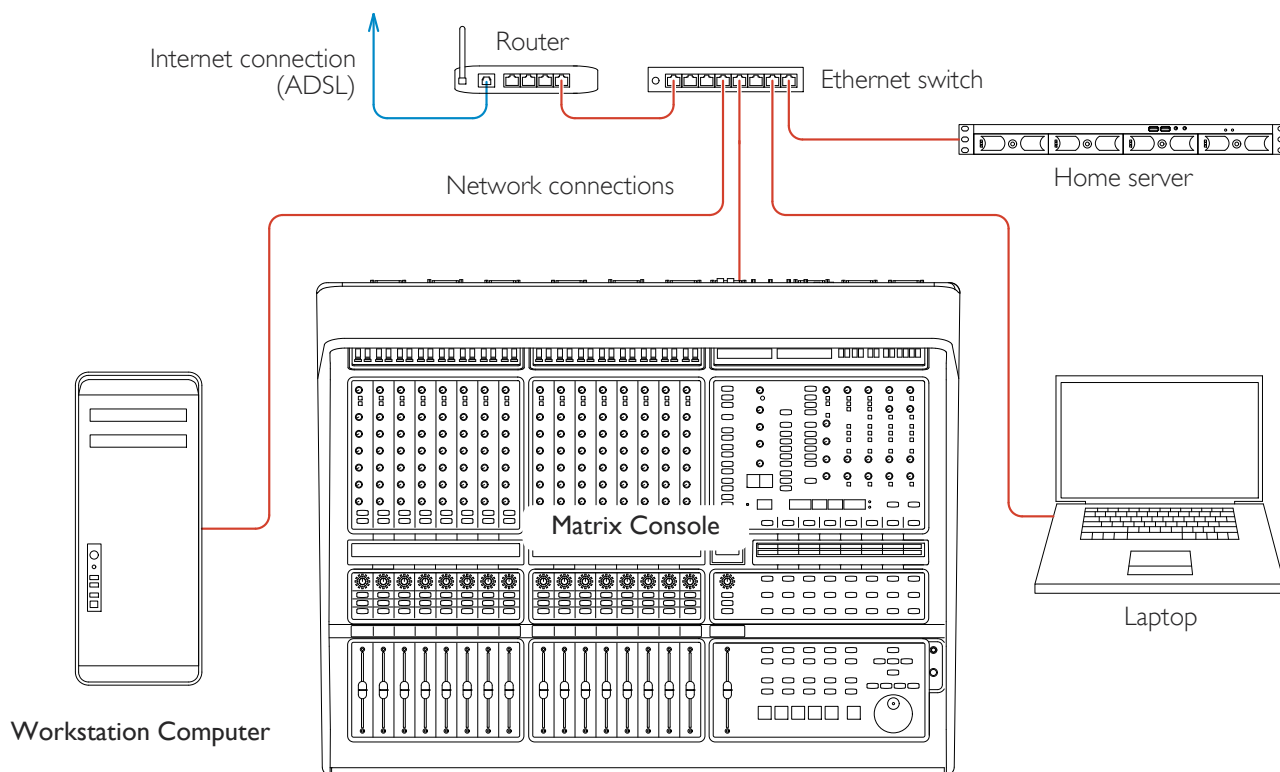 Internet connection
(ADSL)
Router
Ethernet switch
Network connections
Home server
Matrix Console
Laptop
Workstation Computer